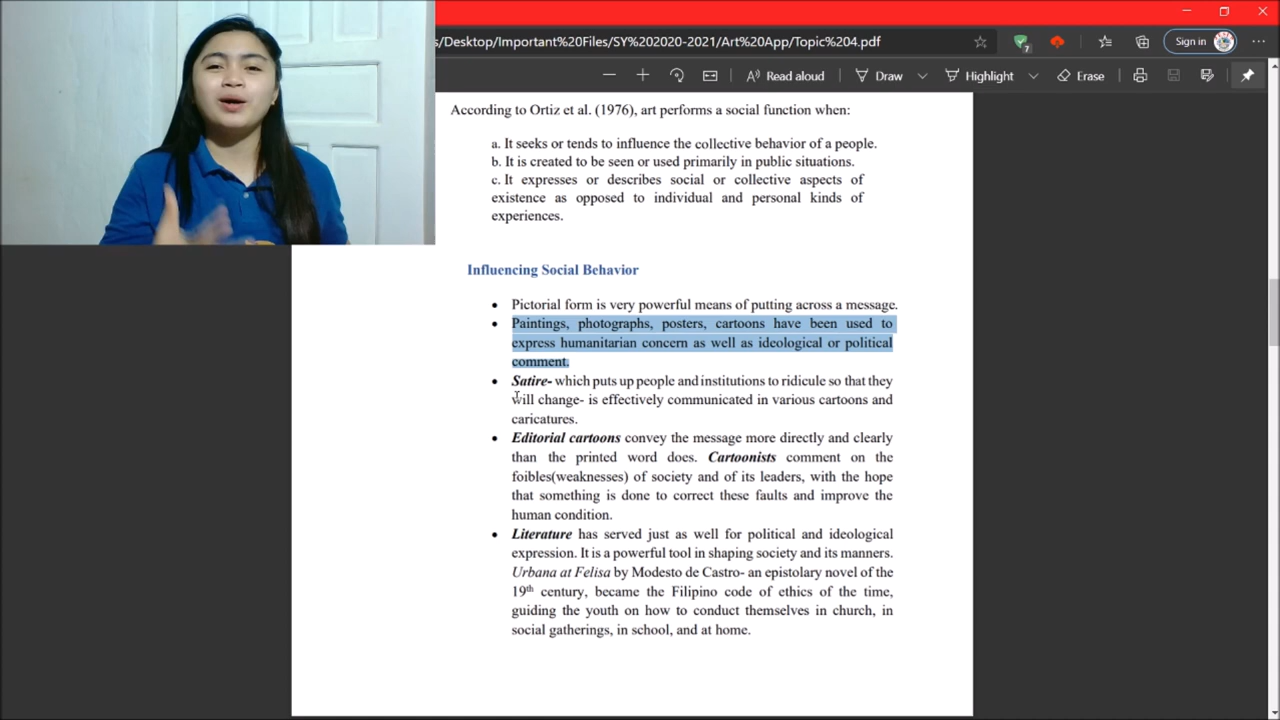 s/Desktop/Important%20Files/SY%202020-2021/Art%20App/Topic%204.pdf
7
Sign in
Read aloud
Draw
Highlight
Erase
According to Ortiz et al. (1976), art performs a social function when:
a. It seeks or tends to influence the collective behavior of a people.
b. It is created to be seen or used primarily in public situations.
c. It expresses or describes social or collective aspects of
existence as opposed to individual and personal kinds of
experiences.
Influencing Social Behavior
• Pictorial form is very powerful means of putting across a message.
• Paintings, photographs, posters, cartoons have been used to
express humanitarian concern as well as ideological or political
comment.
• Satire- which puts up people and institutions to ridicule so that they
will change- is effectively communicated in various cartoons and
caricatures.
• Editorial cartoons convey the message more directly and clearly
than the printed word does. Cartoonists comment on the
foibles(weaknesses) of society and of its leaders, with the hope
that something is done to correct these faults and improve the
human condition.
• Literature has served just as well for political and ideological
expression. It is a powerful tool in shaping society and its manners.
Urbana at Felisa by Modesto de Castro- an epistolary novel of the
19th century, became the Filipino code of ethics of the time,
guiding the youth on how to conduct themselves in church, in
social gatherings, in school, and at home.